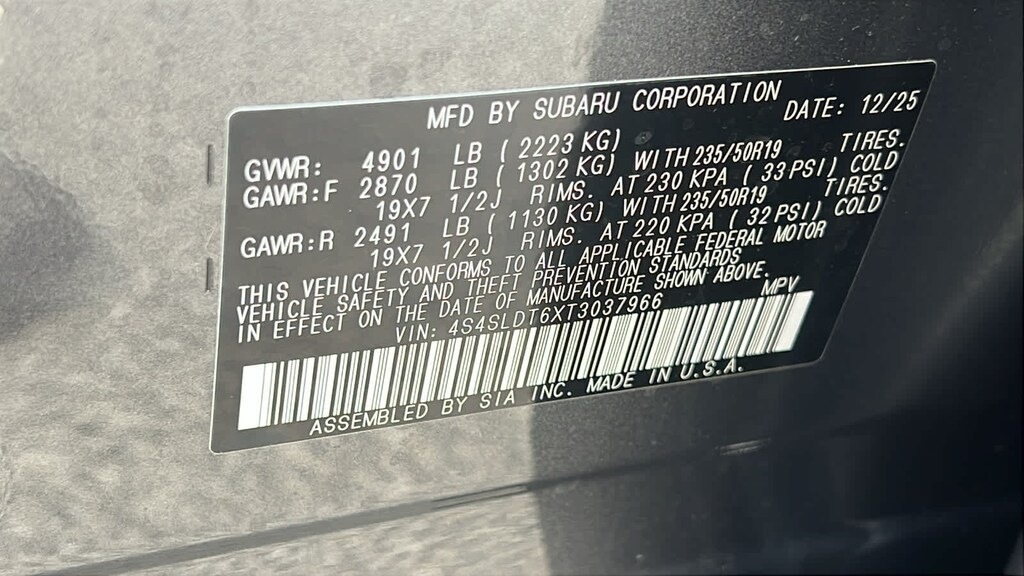 MFD BY SUBARU CORPORATION DATE: 12/25
GVWR: 4901 LB ( 2223 KG)
GAWR:F 2870 LB ( 1302 KG) WITH 235/50R19 TIRES.
19X7 1/2J RIMS. AT 230 KPA ( 33 PSI) COLD
GAWR:R 2491 LB ( 1130 KG) WITH 235/50R19 TIRES.
19X7 1/2J RIMS. AT 220 KPA ( 32 PSI) COLD
THIS VEHICLE CONFORMS TO ALL APPLICABLE FEDERAL MOTOR
VEHICLE SAFETY AND THEFT PREVENTION STANDARDS
IN EFFECT ON THE DATE OF MANUFACTURE SHOWN ABOVE.
VIN: 4S4SLDT6XT3037966 MPV
ASSEMBLED BY SIA INC. MADE IN U.S.A.